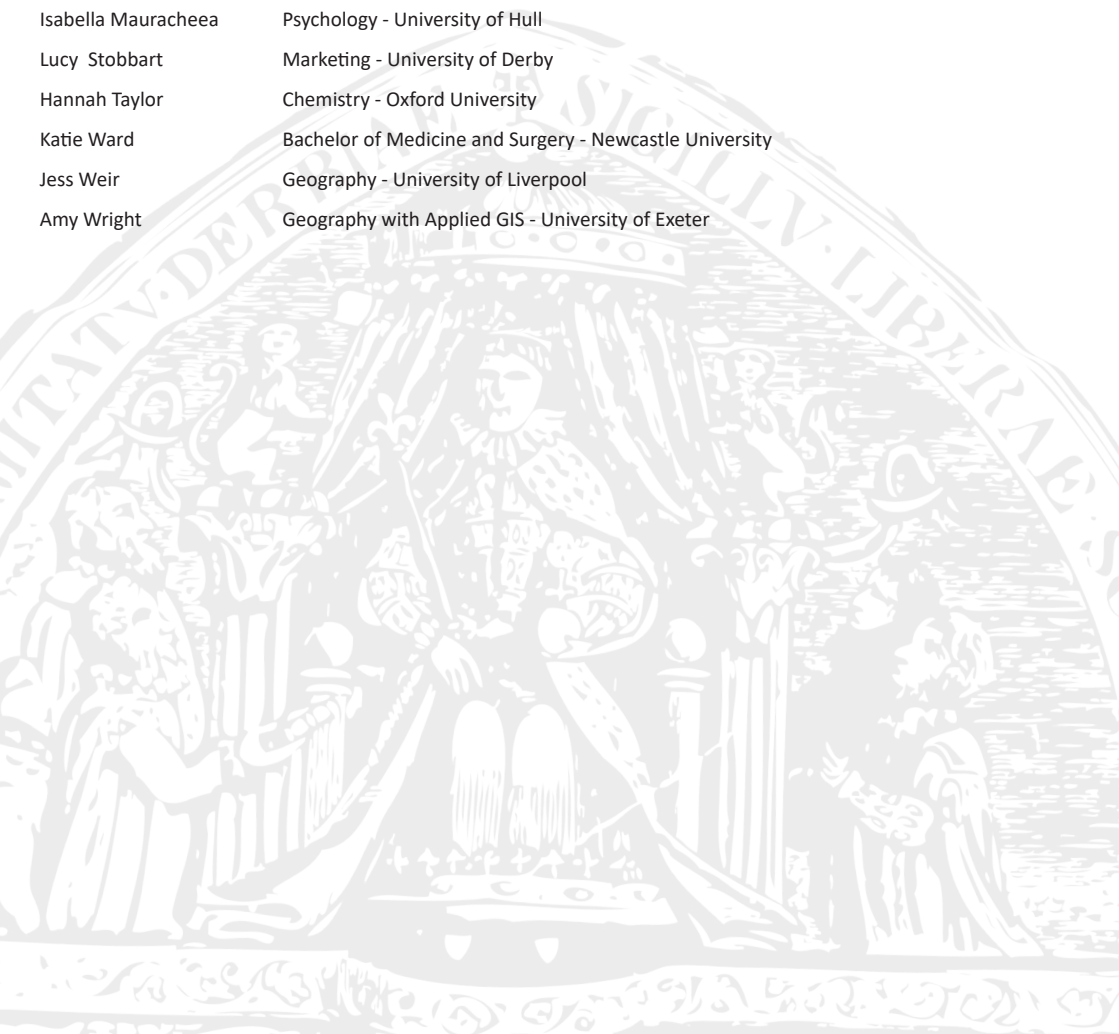 Isabella Mauracheea Psychology - University of Hull
Lucy Stobbart Marketing - University of Derby
Hannah Taylor Chemistry - Oxford University
Katie Ward Bachelor of Medicine and Surgery - Newcastle University
Jess Weir Geography - University of Liverpool
Amy Wright Geography with Applied GIS - University of Exeter
SIGILLV · LIBERAE